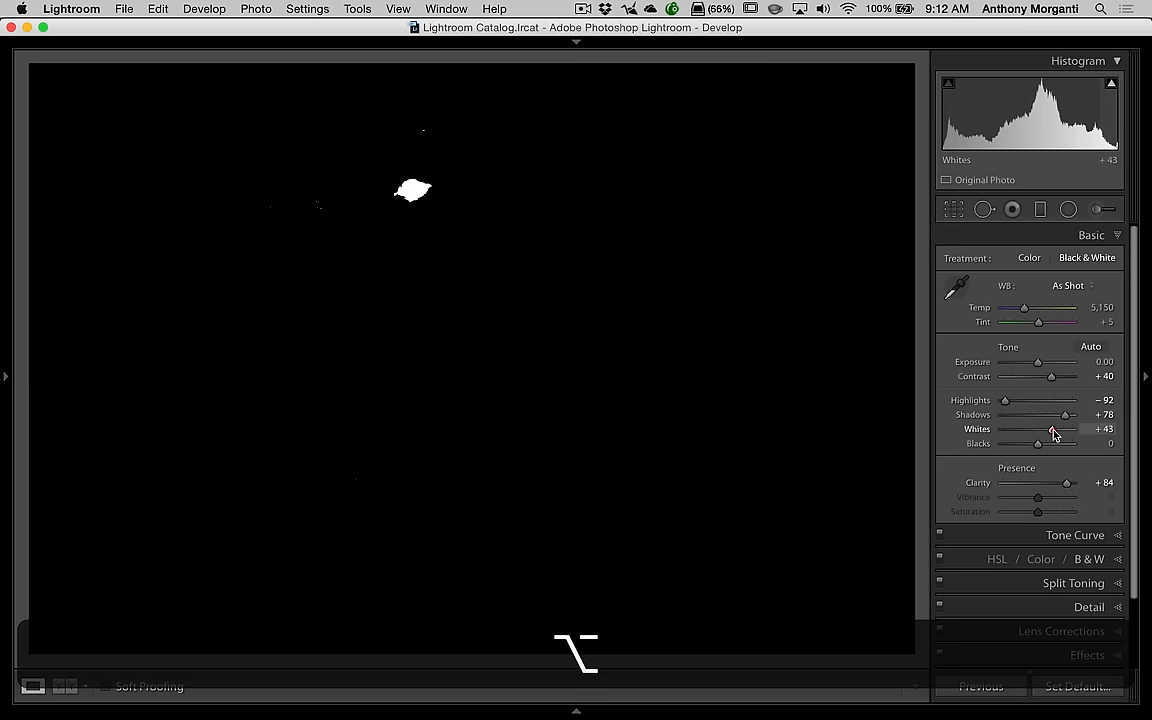 Lightroom File Edit Develop Photo Settings Tools View Window Help (66%) 100% 9:12 AM Anthony Morganti
Lightroom Catalog.lrcat - Adobe Photoshop Lightroom - Develop
Histogram
Whites + 43
Original Photo
Basic
Treatment : Color Black & White
WB : As Shot
Temp 5,150
Tint + 5
Tone Auto
Exposure 0.00
Contrast + 40
Highlights − 92
Shadows + 78
Whites + 43
Blacks 0
Presence
Clarity + 84
Vibrance 0
Saturation 0
Tone Curve
HSL / Color / B & W
Split Toning
Detail
Lens Corrections
Effects
Soft Proofing Previous Set Default...